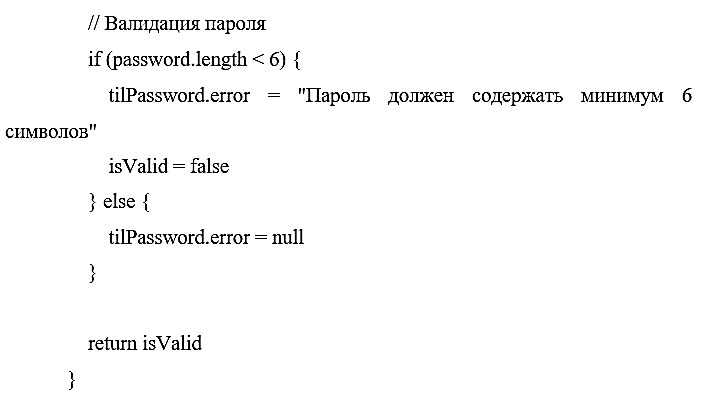 // Валидация пароля
if (password.length < 6) {
tilPassword.error = "Пароль должен содержать минимум 6
символов"
isValid = false
} else {
tilPassword.error = null
}
return isValid
}